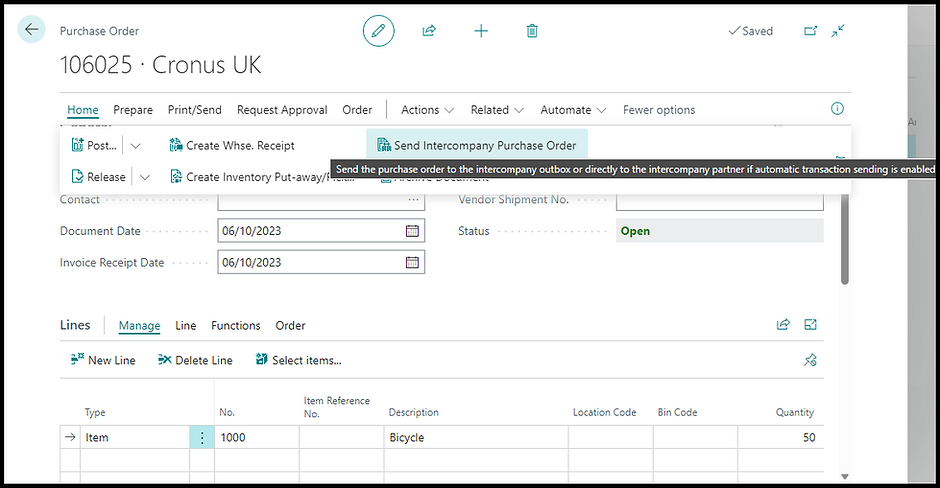 Purchase Order
Saved
106025 · Cronus UK
Home Prepare Print/Send Request Approval Order Actions Related Automate Fewer options
Post... Create Whse. Receipt Send Intercompany Purchase Order
Send the purchase order to the intercompany outbox or directly to the intercompany partner if automatic transaction sending is enabled
Release Create Inventory Put-away/Pick... Archive Document
Contact Vendor Shipment No.
Document Date 06/10/2023 Status Open
Invoice Receipt Date 06/10/2023
Lines Manage Line Functions Order
New Line Delete Line Select items...
Type No. Item Reference No. Description Location Code Bin Code Quantity
Item 1000 Bicycle 50